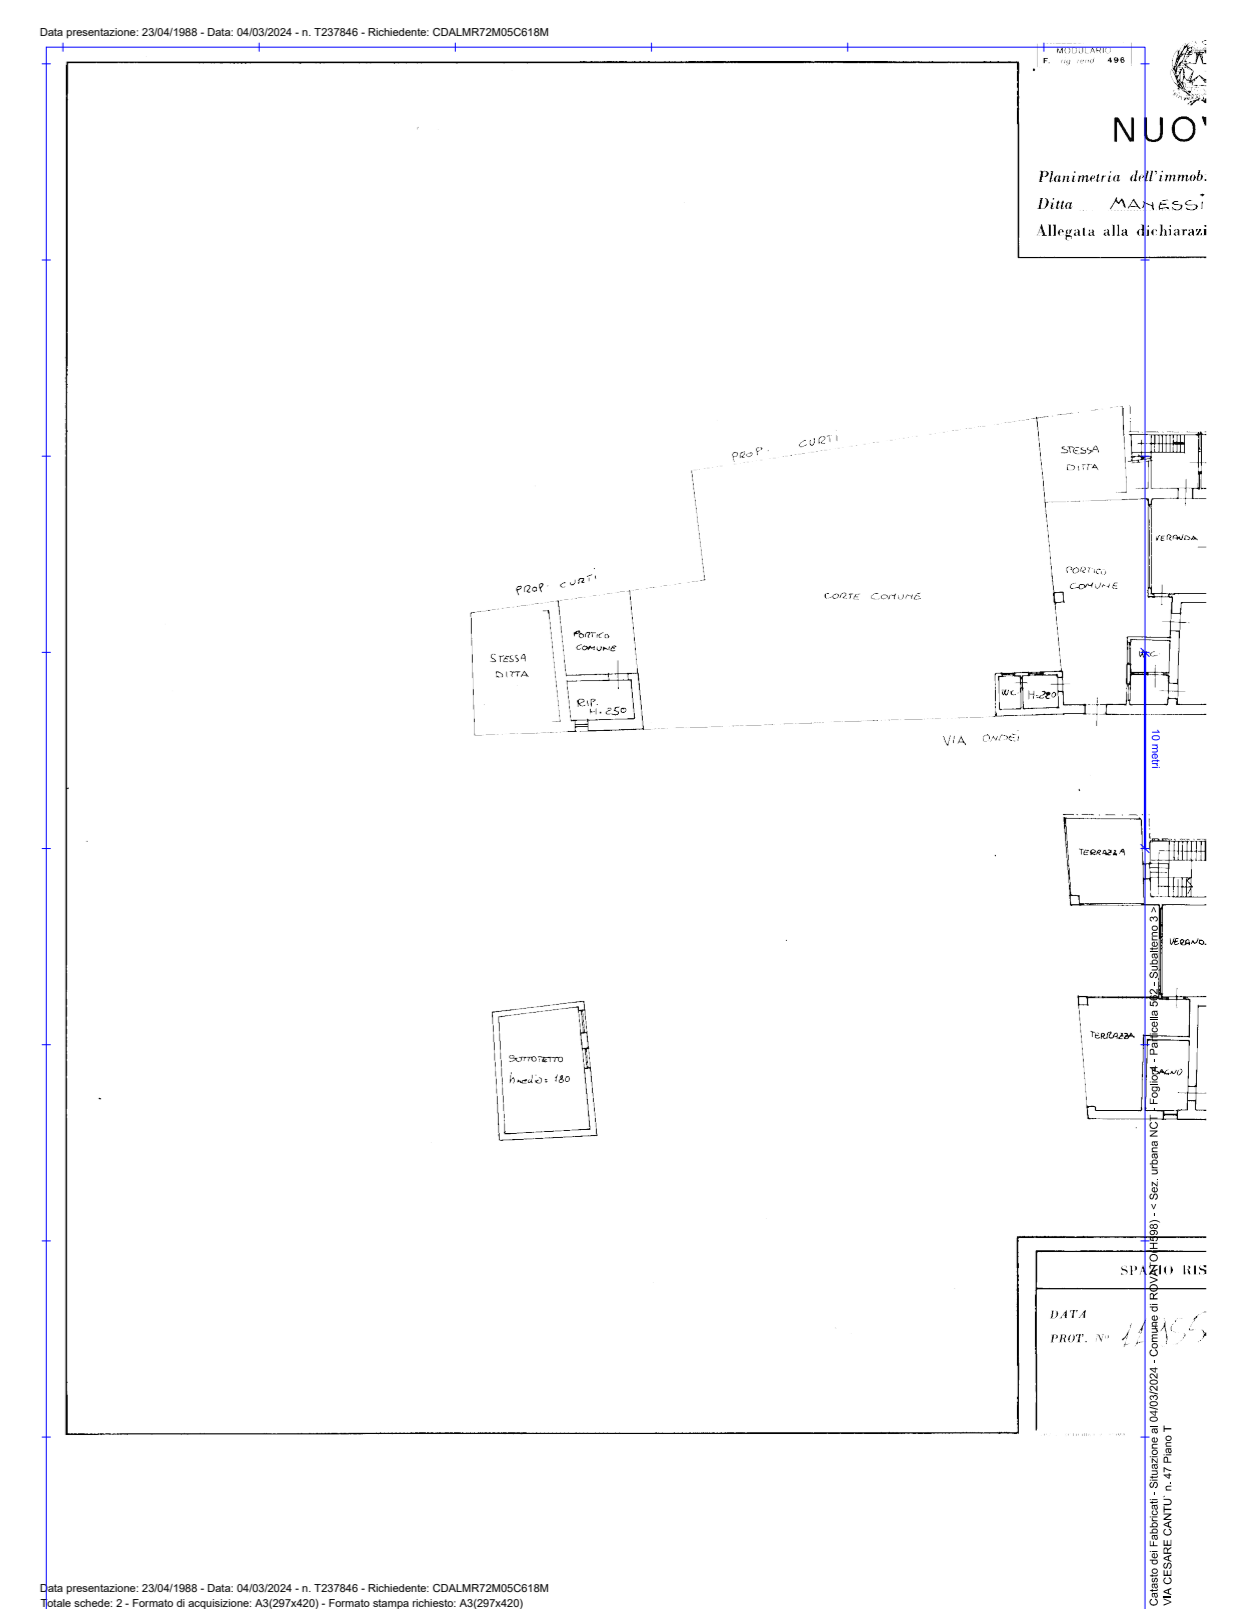 Data presentazione: 23/04/1988 - Data: 04/03/2024 - n. T237846 - Richiedente: CDALMR72M05C618M
MODULARIO
F. rend 496
NUOV
Planimetria dell'immob.
Ditta MANESSI
Allegata alla dichiarazi
PROP. CURTI
STESSA
DITTA
VERANDA
PORTICO
COMUNE
PROP. CURTI
CORTE COMUNE
PORTICO
COMUNE
STESSA
DITTA
RIP.
H=250
WC
H=220
W.C.
VIA ONDEI
10 metri
TERRAZZA
VERAND.
TERRAZZA
BAGNO
SOTTOTETTO
h media = 180
SPAZIO RIS
DATA
PROT. N°
Catasto dei Fabbricati - Situazione al 04/03/2024 - Comune di ROVATO(H598) - < Sez. urbana NCT - Foglio 4 - Particella 562 - Subalterno 3 >
VIA CESARE CANTU` n. 47 Piano T
Data presentazione: 23/04/1988 - Data: 04/03/2024 - n. T237846 - Richiedente: CDALMR72M05C618M
Totale schede: 2 - Formato di acquisizione: A3(297x420) - Formato stampa richiesto: A3(297x420)